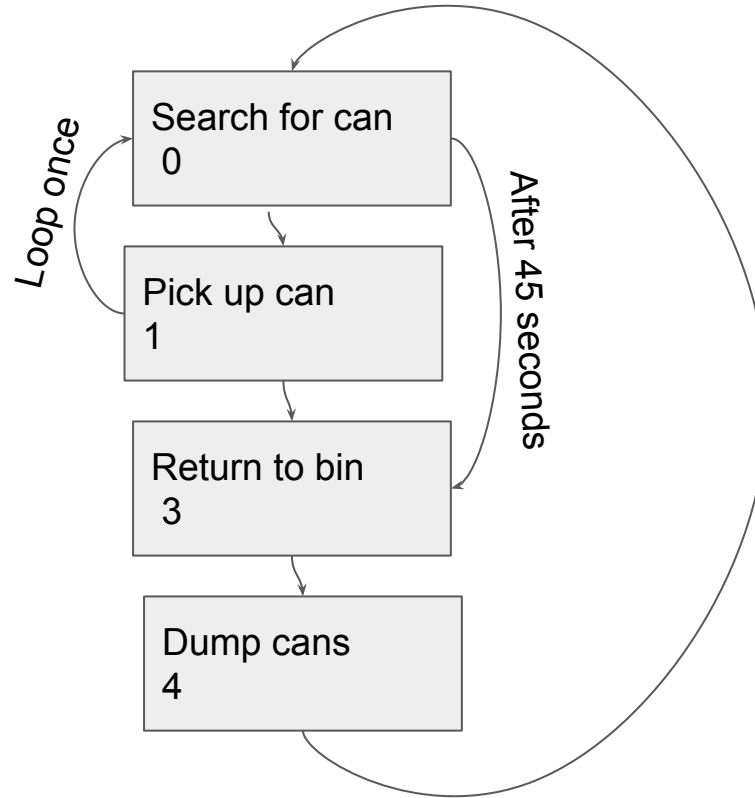 Search for can
0
Loop once
After 45 seconds
Pick up can
1
Return to bin
3
Dump cans
4